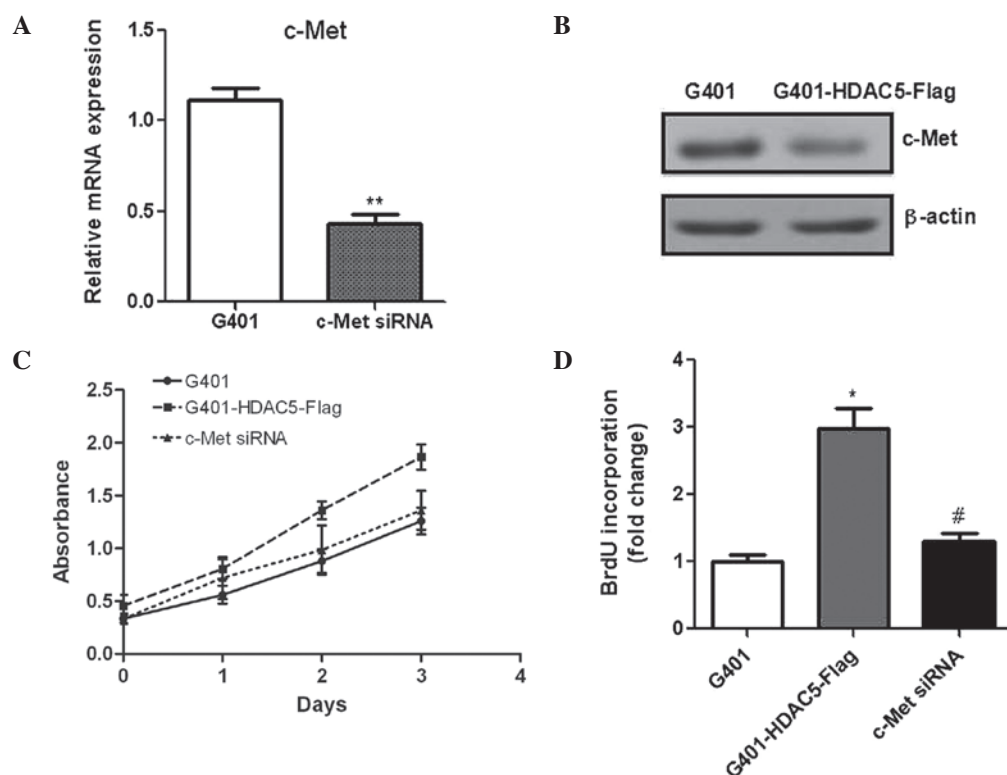 A
c-Met
Relative mRNA expression
1.5
1.0
0.5
0.0
**
G401
c-Met siRNA
B
G401 G401-HDAC5-Flag
c-Met
β-actin
C
G401
G401-HDAC5-Flag
c-Met siRNA
Absorbance
2.5
2.0
1.5
1.0
0.5
0.0
0 1 2 3 4
Days
D
BrdU incorporation
(fold change)
4
3
2
1
0
*
#
G401
G401-HDAC5-Flag
c-Met siRNA